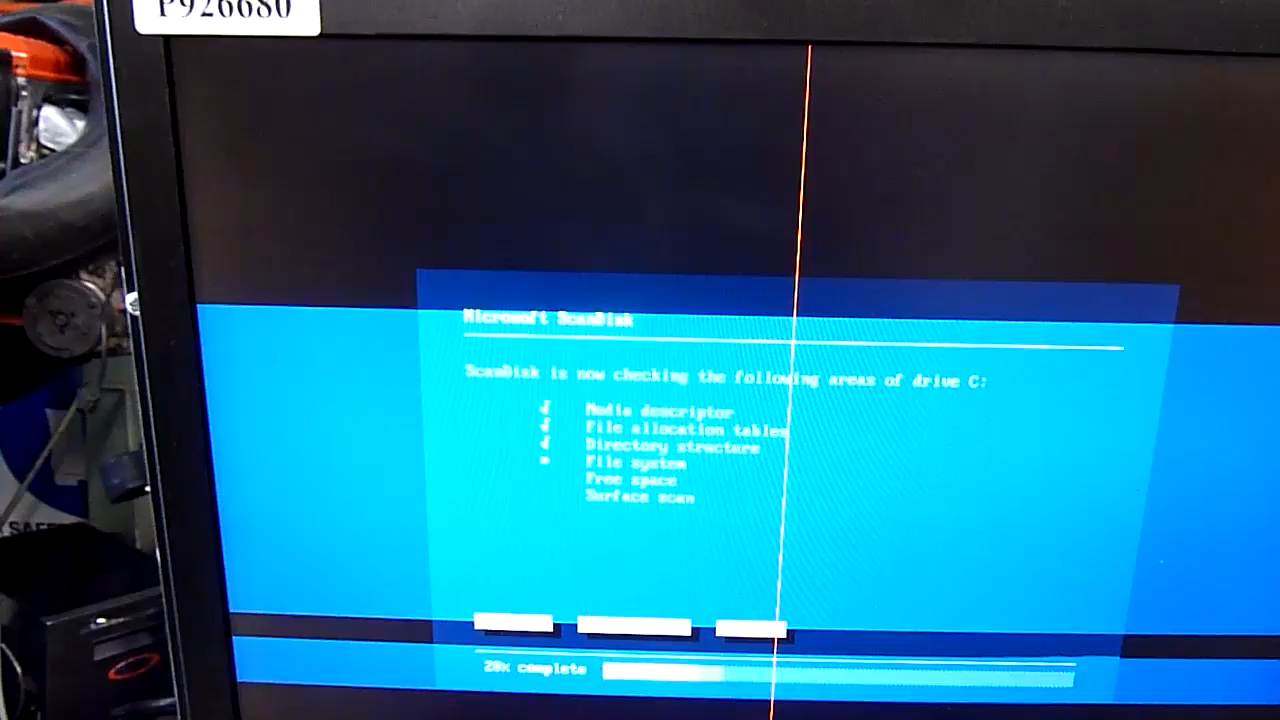 P926680
Microsoft ScanDisk
ScanDisk is now checking the following areas of drive C:
√ Media descriptor
√ File allocation tables
√ Directory structure
» File system
Free space
Surface scan
complete
SAFE